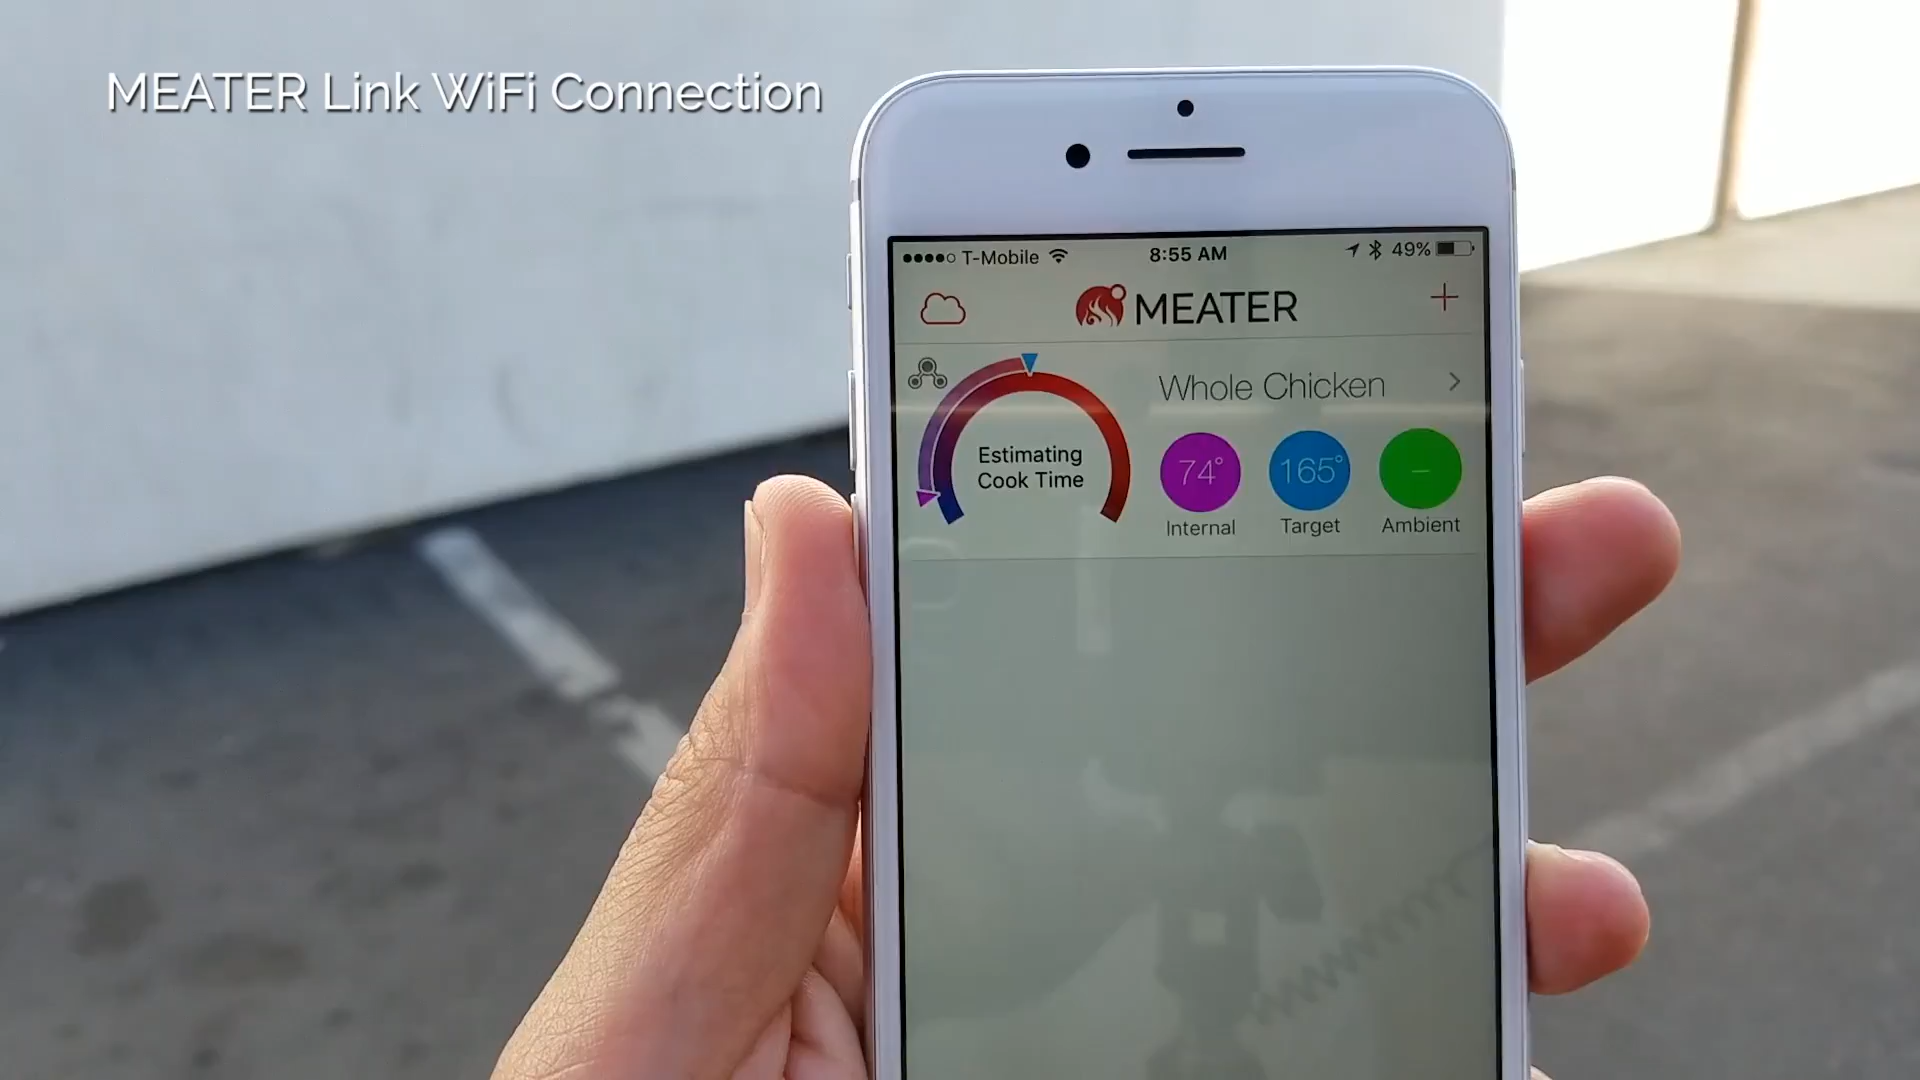 MEATER Link WiFi Connection
T-Mobile 8:55 AM 49%
MEATER
Whole Chicken
Estimating
Cook Time
74° 165° –
Internal Target Ambient